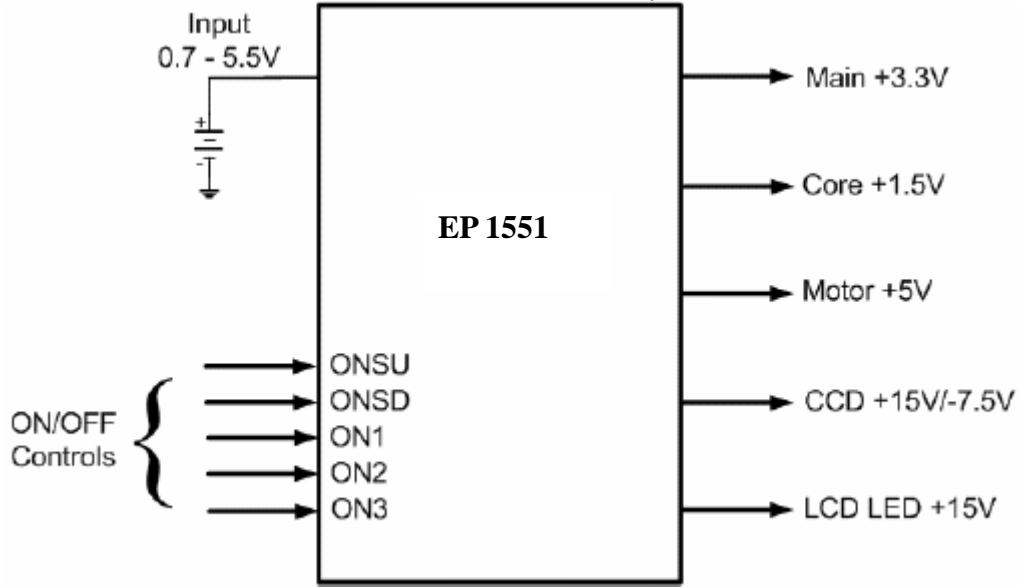 Input
0.7 - 5.5V
+
-
Main +3.3V
Core +1.5V
EP 1551
Motor +5V
ONSU
ONSD
ON1
ON2
ON3
ON/OFF
Controls
CCD +15V/-7.5V
LCD LED +15V